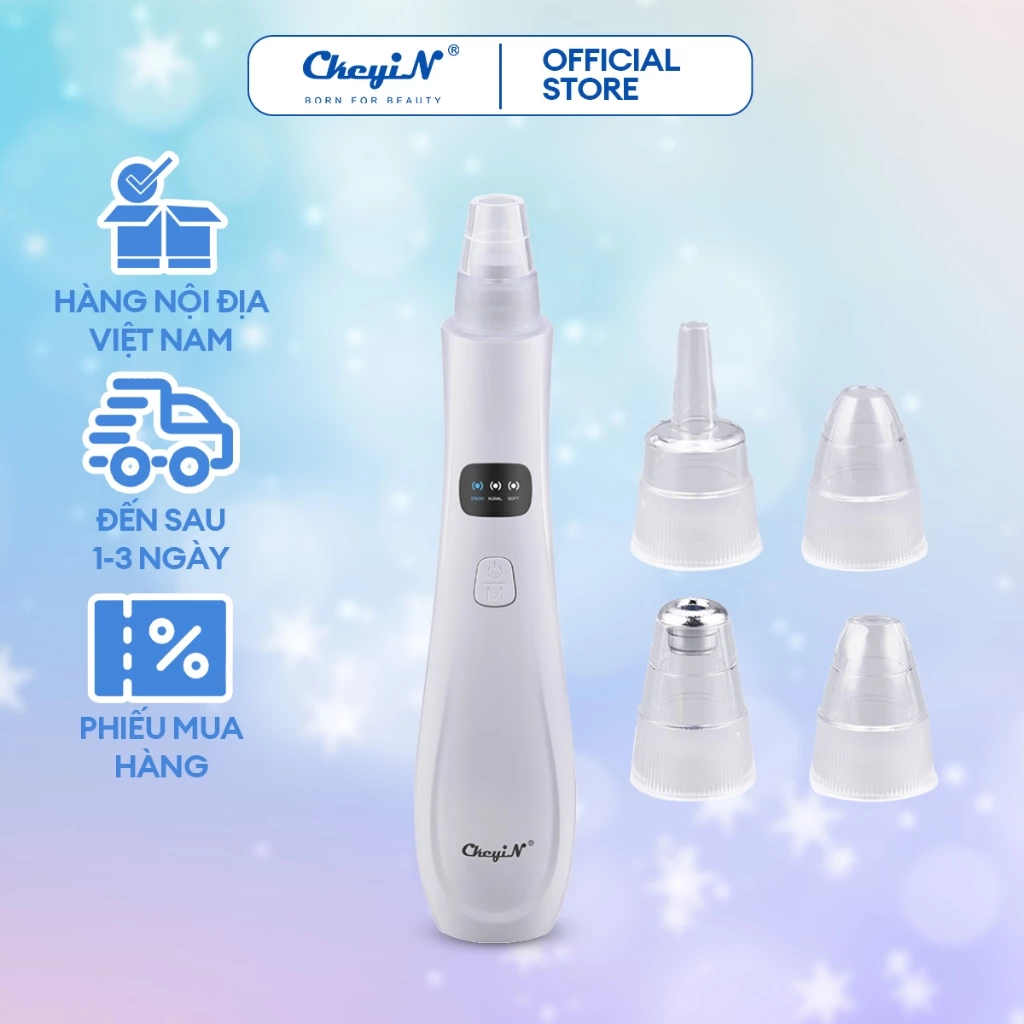 CkeyiN®
BORN FOR BEAUTY
OFFICIAL
STORE
HÀNG NỘI ĐỊA
VIỆT NAM
ĐẾN SAU
1-3 NGÀY
%
PHIẾU MUA
HÀNG
STRONG NORMAL SOFT
M
CkeyiN®